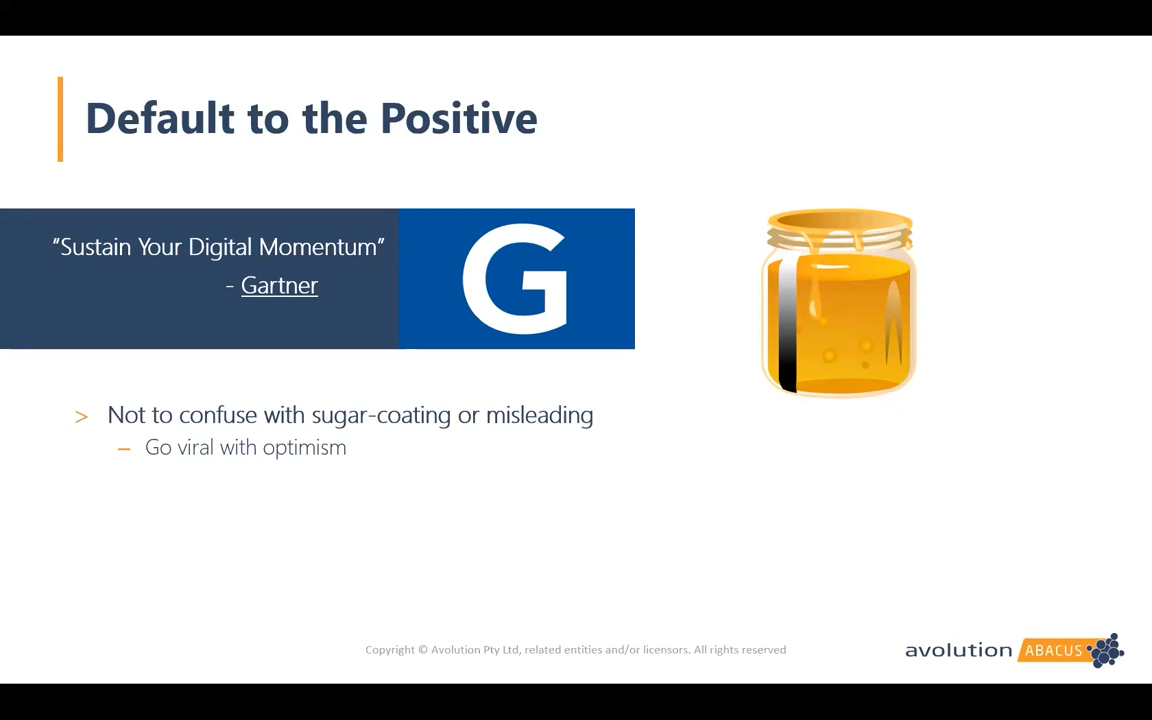 Default to the Positive
“Sustain Your Digital Momentum”
- Gartner
G
> Not to confuse with sugar-coating or misleading
– Go viral with optimism
Copyright © Avolution Pty Ltd, related entities and/or licensors. All rights reserved
avolution ABACUS